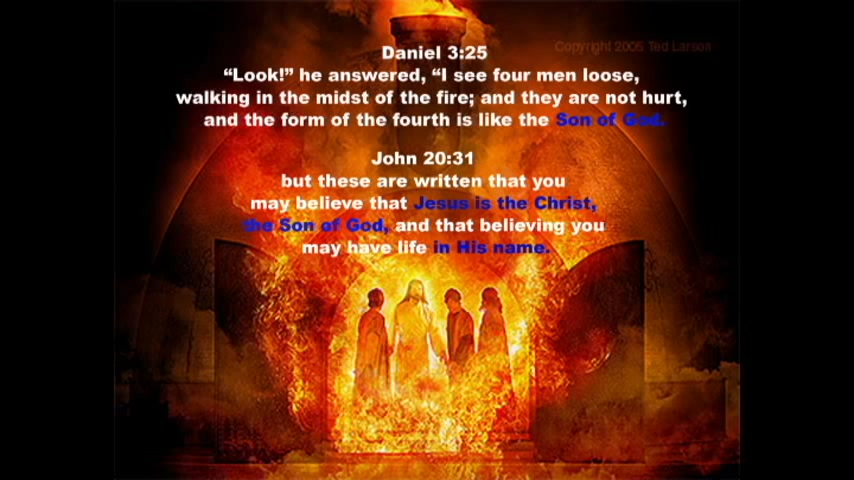 Copyright 2005 Ted Larson
Daniel 3:25
“Look!” he answered, “I see four men loose,
walking in the midst of the fire; and they are not hurt,
and the form of the fourth is like the Son of God.
John 20:31
but these are written that you
may believe that Jesus is the Christ,
the Son of God, and that believing you
may have life in His name.